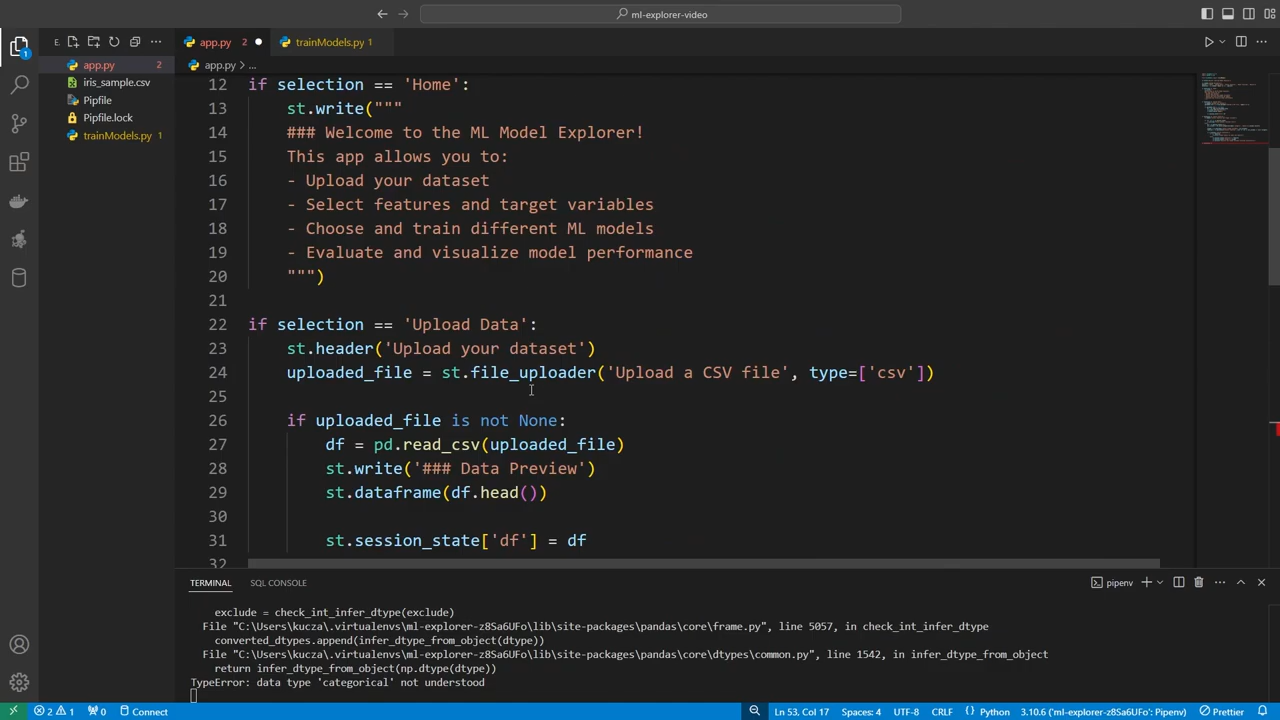 ml-explorer-video
E.
app.py 2
trainModels.py 1
app.py
2
iris_sample.csv
Pipfile
Pipfile.lock
trainModels.py 1
1
app.py > ...
12 if selection == 'Home':
13 st.write("""
14 ### Welcome to the ML Model Explorer!
15 This app allows you to:
16 - Upload your dataset
17 - Select features and target variables
18 - Choose and train different ML models
19 - Evaluate and visualize model performance
20 """)
21
22 if selection == 'Upload Data':
23 st.header('Upload your dataset')
24 uploaded_file = st.file_uploader('Upload a CSV file', type=['csv'])
25
26 if uploaded_file is not None:
27 df = pd.read_csv(uploaded_file)
28 st.write('### Data Preview')
29 st.dataframe(df.head())
30
31 st.session_state['df'] = df
32
TERMINAL SQL CONSOLE pipenv
exclude = check_int_infer_dtype(exclude)
File "C:\Users\kucza\.virtualenvs\ml-explorer-z8Sa6UFo\lib\site-packages\pandas\core\frame.py", line 5057, in check_int_infer_dtype
converted_dtypes.append(infer_dtype_from_object(dtype))
File "C:\Users\kucza\.virtualenvs\ml-explorer-z8Sa6UFo\lib\site-packages\pandas\core\dtypes\common.py", line 1542, in infer_dtype_from_object
return infer_dtype_from_object(np.dtype(dtype))
TypeError: data type 'categorical' not understood
2 1 0 Connect Ln 53, Col 17 Spaces: 4 UTF-8 CRLF {} Python 3.10.6 ('ml-explorer-z8Sa6UFo': Pipenv) Prettier